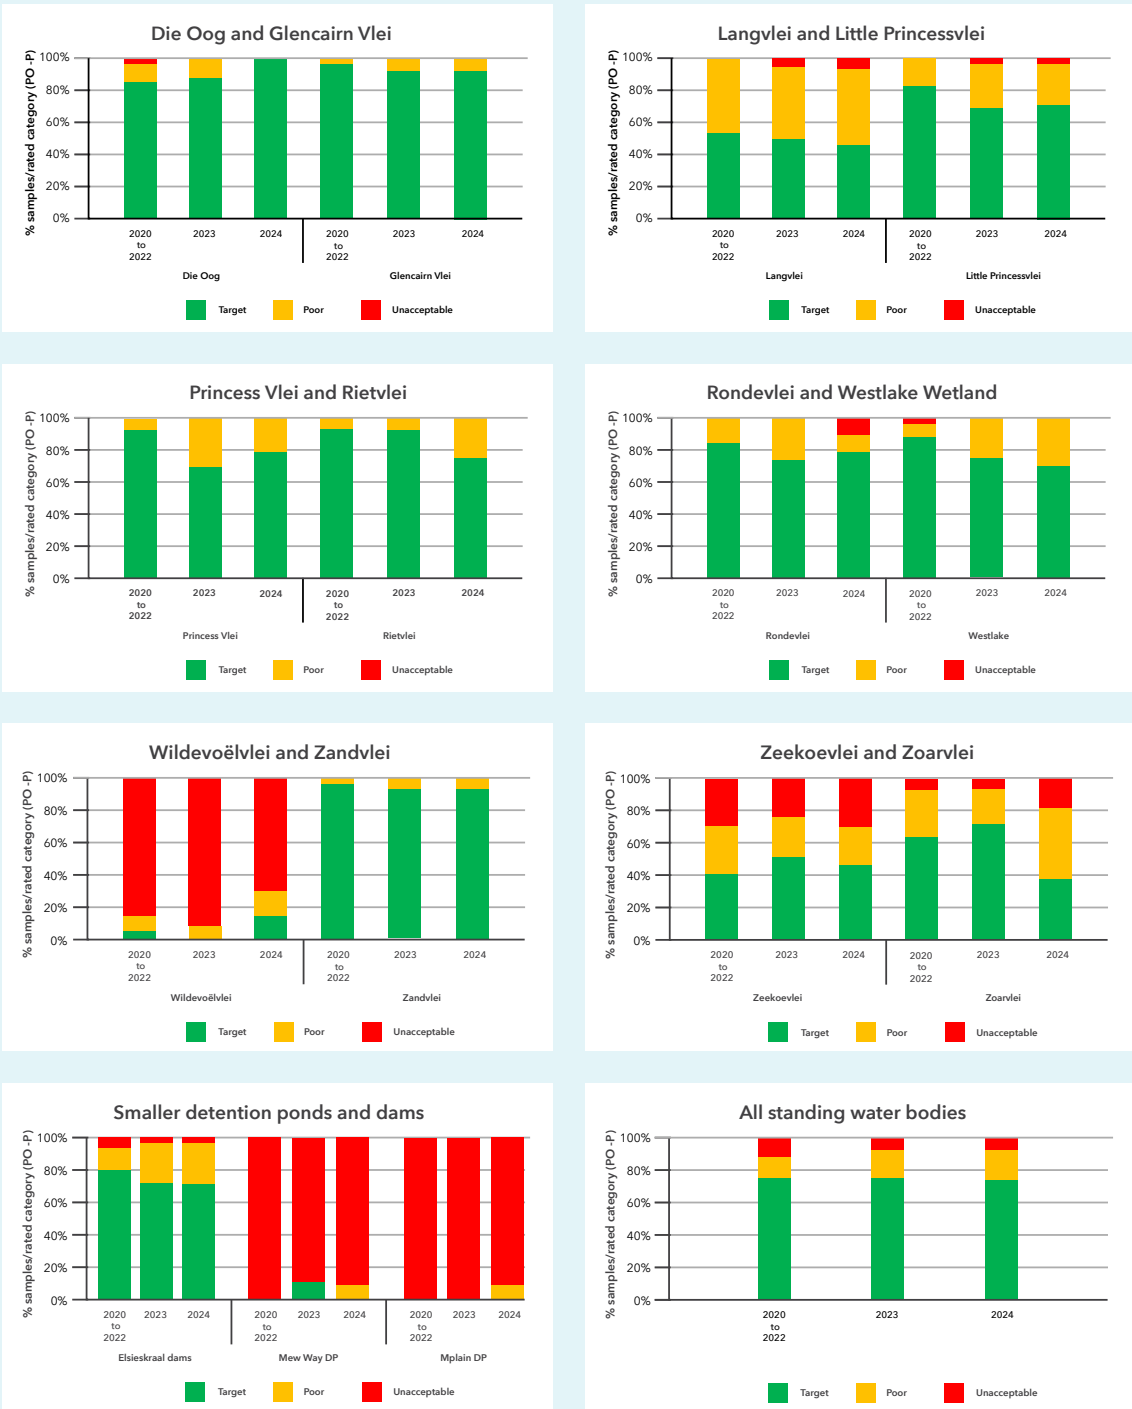 Die Oog and Glencairn Vlei
% samples/rated category (PO -P)
100%
80%
60%
40%
20%
0%
2020 to 2022
2023
2024
2020 to 2022
2023
2024
Die Oog
Glencairn Vlei
Target
Poor
Unacceptable
Langvlei and Little Princessvlei
% samples/rated category (PO -P)
100%
80%
60%
40%
20%
0%
2020 to 2022
2023
2024
2020 to 2022
2023
2024
Langvlei
Little Princessvlei
Target
Poor
Unacceptable
Princess Vlei and Rietvlei
% samples/rated category (PO -P)
100%
80%
60%
40%
20%
0%
2020 to 2022
2023
2024
2020 to 2022
2023
2024
Princess Vlei
Rietvlei
Target
Poor
Unacceptable
Rondevlei and Westlake Wetland
% samples/rated category (PO -P)
100%
80%
60%
40%
20%
0%
2020 to 2022
2023
2024
2020 to 2022
2023
2024
Rondevlei
Westlake
Target
Poor
Unacceptable
Wildevoëlvlei and Zandvlei
% samples/rated category (PO -P)
100%
80%
60%
40%
20%
0%
2020 to 2022
2023
2024
2020 to 2022
2023
2024
Wildevoëlvlei
Zandvlei
Target
Poor
Unacceptable
Zeekoevlei and Zoarvlei
% samples/rated category (PO -P)
100%
80%
60%
40%
20%
0%
2020 to 2022
2023
2024
2020 to 2022
2023
2024
Zeekoevlei
Zoarvlei
Target
Poor
Unacceptable
Smaller detention ponds and dams
% samples/rated category (PO -P)
100%
80%
60%
40%
20%
0%
2020 to 2022
2023
2024
2020 to 2022
2023
2024
2020 to 2022
2023
2024
Elsieskraal dams
Mew Way DP
Mplain DP
Target
Poor
Unacceptable
All standing water bodies
% samples/rated category (PO -P)
100%
80%
60%
40%
20%
0%
2020 to 2022
2023
2024
Target
Poor
Unacceptable